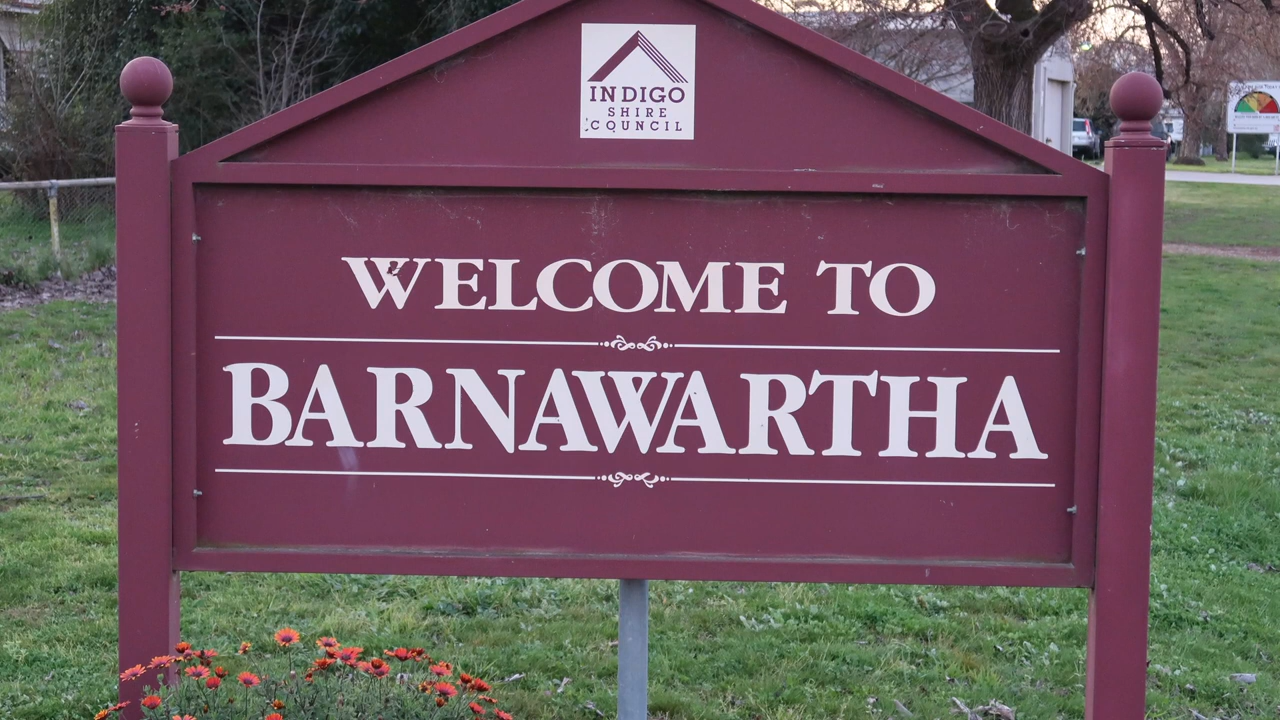 INDIGO
SHIRE
COUNCIL
WELCOME TO
BARNAWARTHA